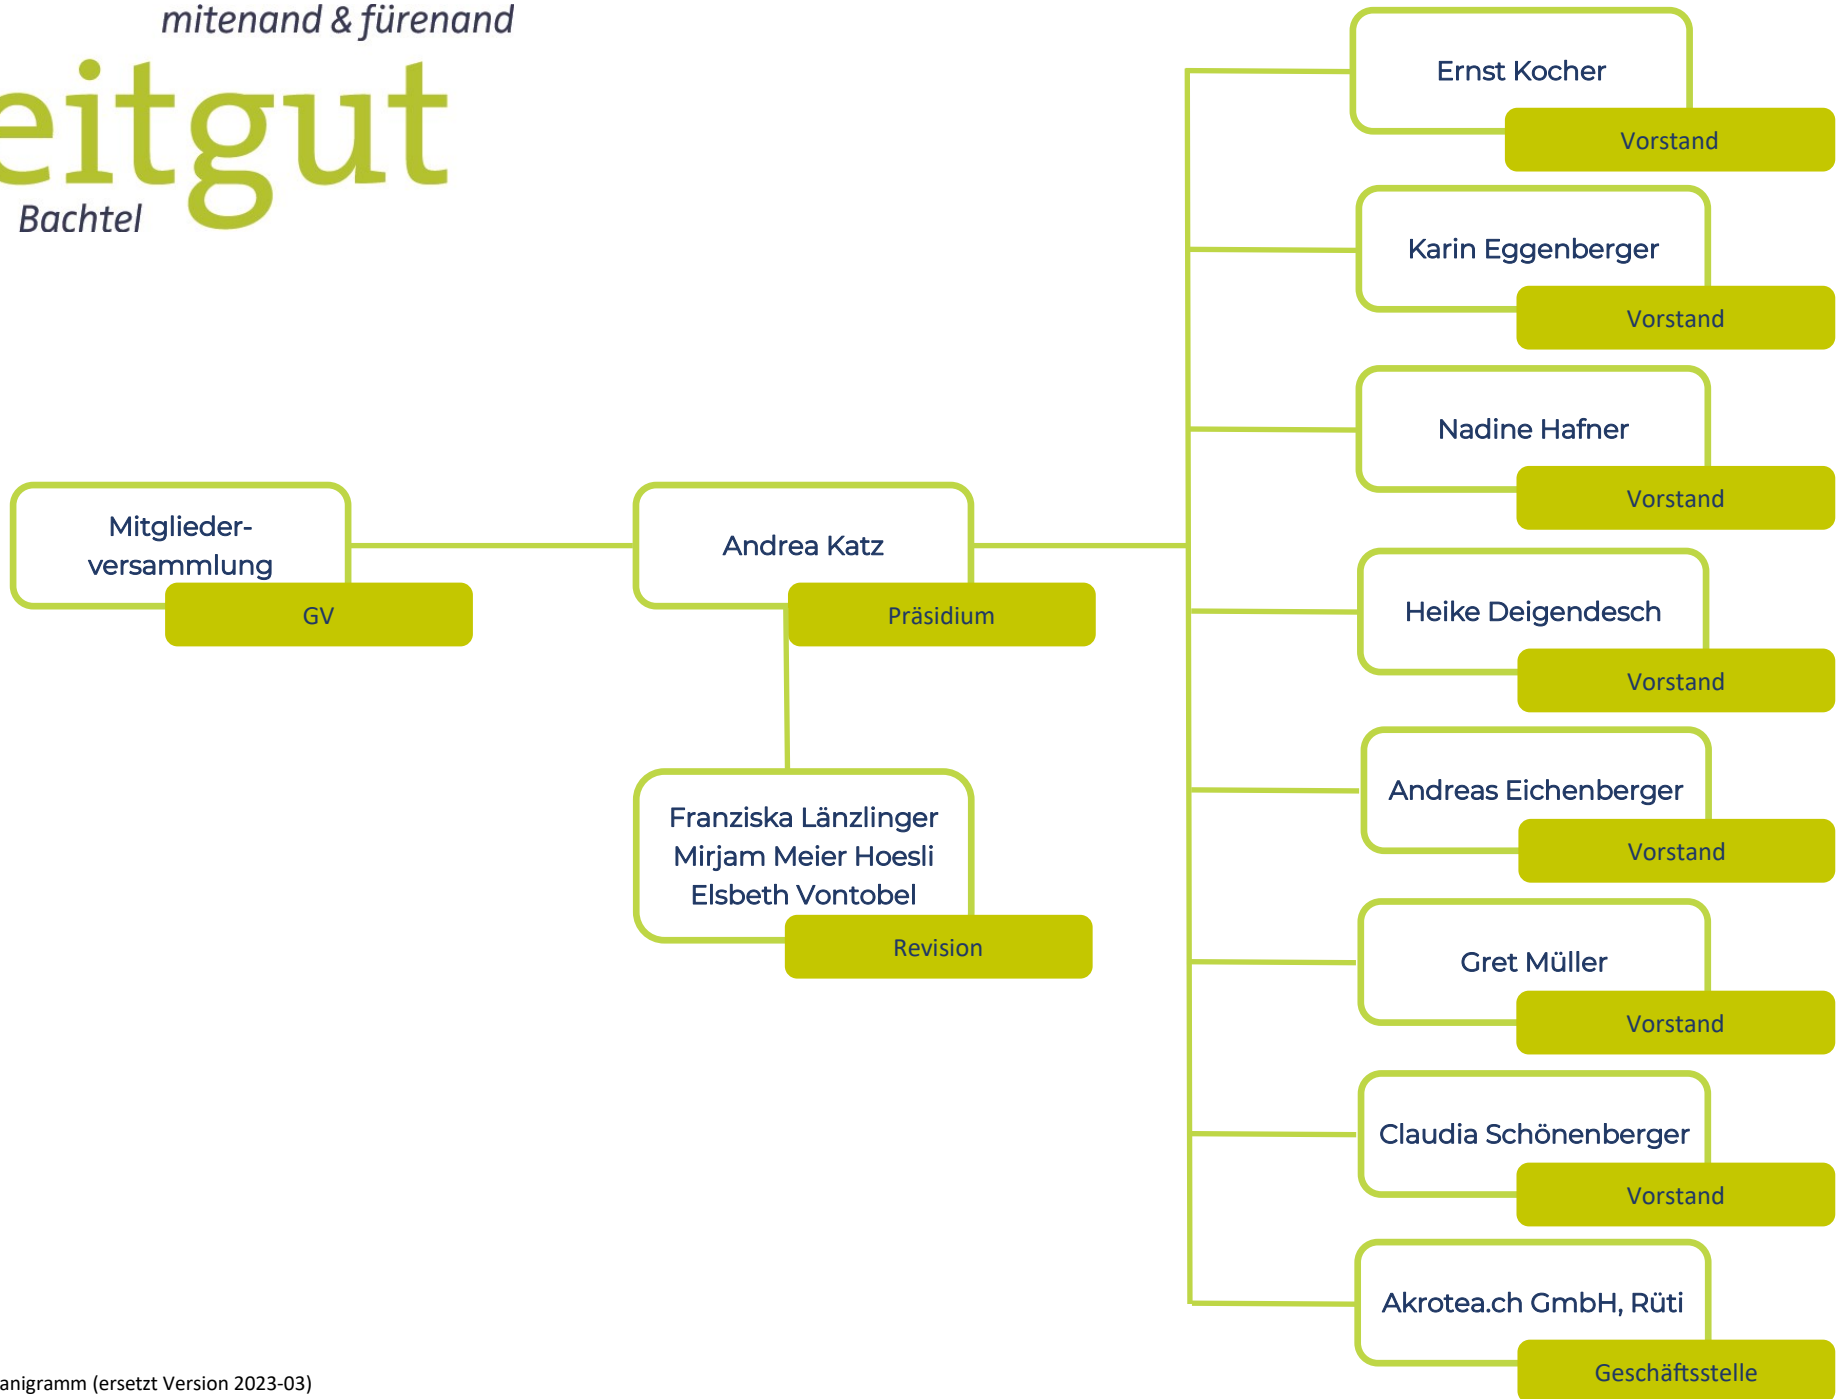 mitenand & fürenand
eitgut
Bachtel
Ernst Kocher
Vorstand
Karin Eggenberger
Vorstand
Nadine Hafner
Vorstand
Mitglieder-
versammlung
GV
Andrea Katz
Präsidium
Heike Deigendesch
Vorstand
Franziska Länzlinger
Mirjam Meier Hoesli
Elsbeth Vontobel
Revision
Andreas Eichenberger
Vorstand
Gret Müller
Vorstand
Claudia Schönenberger
Vorstand
Akrotea.ch GmbH, Rüti
Geschäftsstelle
anigramm (ersetzt Version 2023-03)